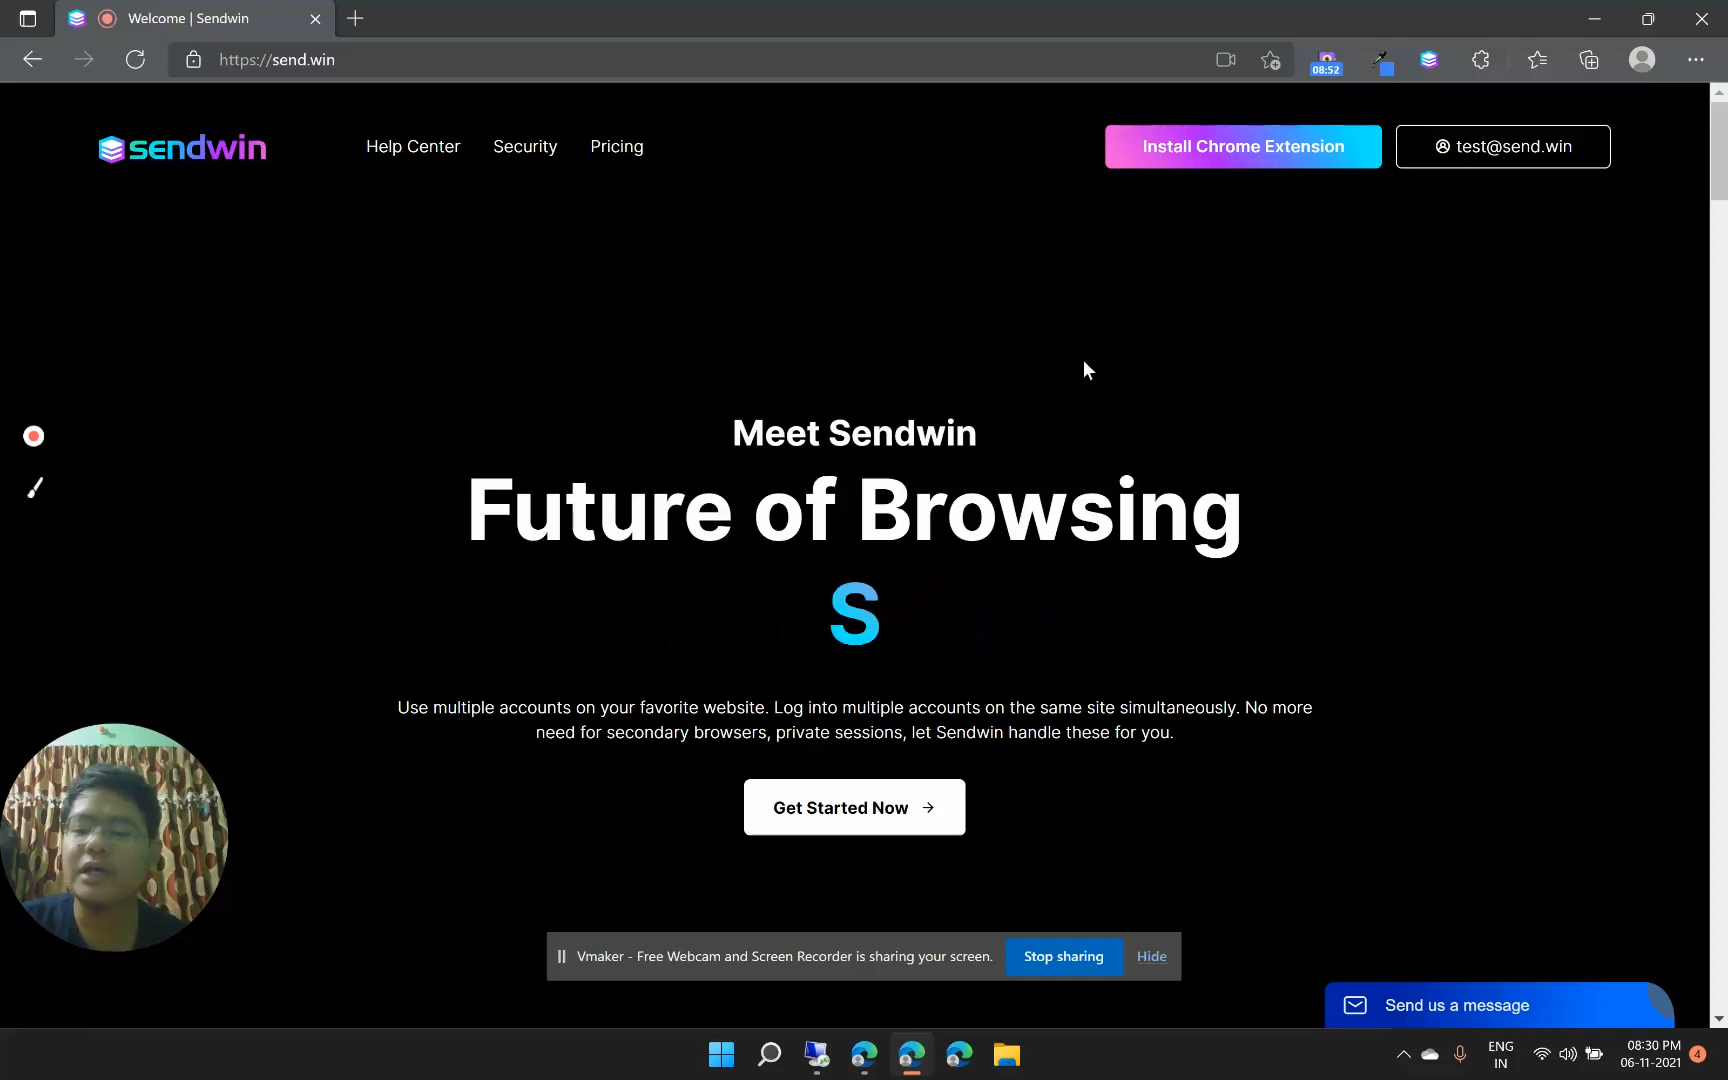 Welcome | Sendwin
https://send.win
08:52
sendwin
Help Center
Security
Pricing
Install Chrome Extension
test@send.win
Meet Sendwin
Future of Browsing
S
Use multiple accounts on your favorite website. Log into multiple accounts on the same site simultaneously. No more
need for secondary browsers, private sessions, let Sendwin handle these for you.
Get Started Now →
Vmaker - Free Webcam and Screen Recorder is sharing your screen.
Stop sharing
Hide
Send us a message
ENG
IN
08:30 PM
06-11-2021
4